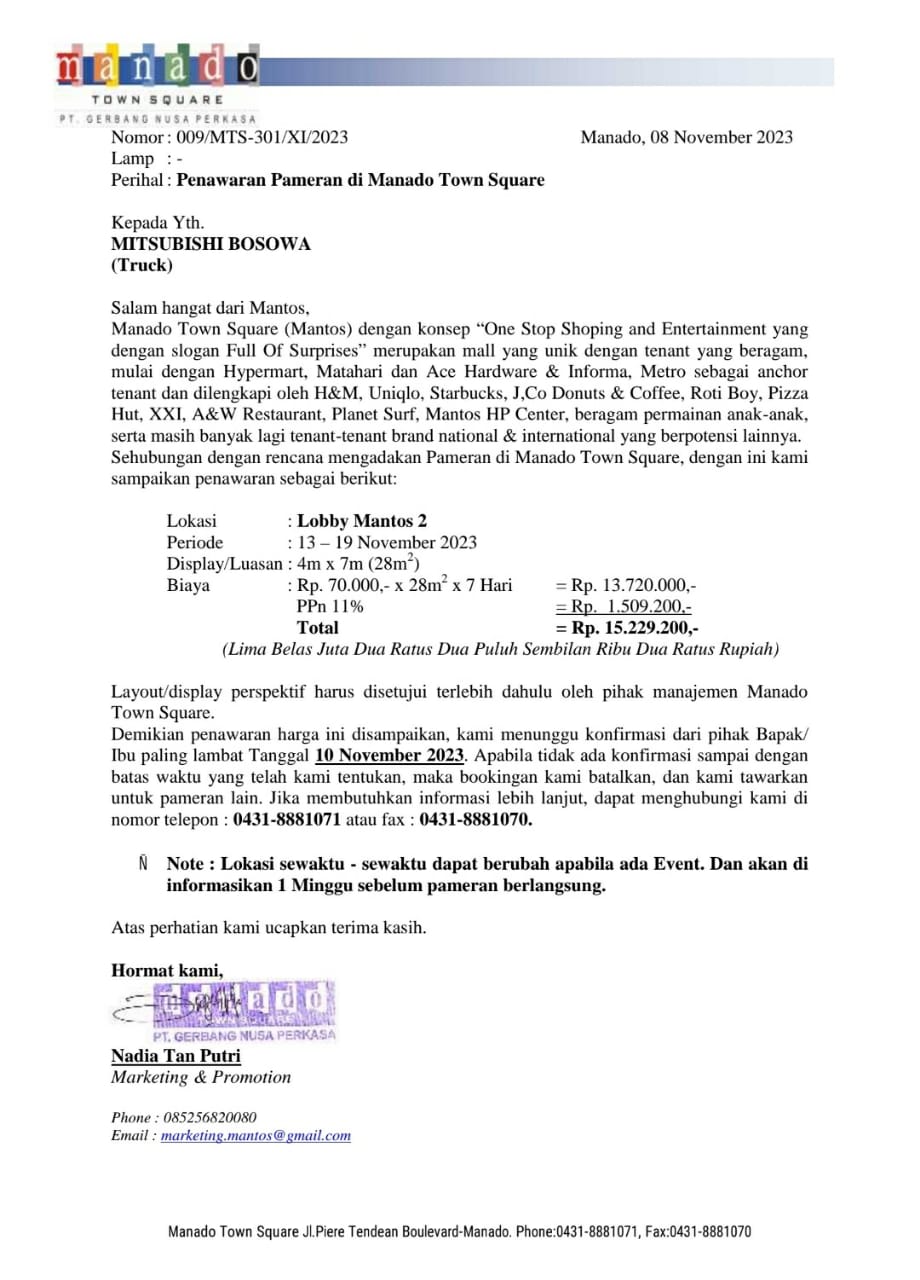 manado
TOWN SQUARE
PT. GERBANG NUSA PERKASA
Nomor : 009/MTS-301/XI/2023 Manado, 08 November 2023
Lamp : -
Perihal : Penawaran Pameran di Manado Town Square
Kepada Yth.
MITSUBISHI BOSOWA
(Truck)
Salam hangat dari Mantos,
Manado Town Square (Mantos) dengan konsep “One Stop Shoping and Entertainment yang
dengan slogan Full Of Surprises” merupakan mall yang unik dengan tenant yang beragam,
mulai dengan Hypermart, Matahari dan Ace Hardware & Informa, Metro sebagai anchor
tenant dan dilengkapi oleh H&M, Uniqlo, Starbucks, J,Co Donuts & Coffee, Roti Boy, Pizza
Hut, XXI, A&W Restaurant, Planet Surf, Mantos HP Center, beragam permainan anak-anak,
serta masih banyak lagi tenant-tenant brand national & international yang berpotensi lainnya.
Sehubungan dengan rencana mengadakan Pameran di Manado Town Square, dengan ini kami
sampaikan penawaran sebagai berikut:
Lokasi : Lobby Mantos 2
Periode : 13 – 19 November 2023
Display/Luasan : 4m x 7m (28m²)
Biaya : Rp. 70.000,- x 28m² x 7 Hari = Rp. 13.720.000,-
PPn 11% = Rp. 1.509.200,-
Total = Rp. 15.229.200,-
(Lima Belas Juta Dua Ratus Dua Puluh Sembilan Ribu Dua Ratus Rupiah)
Layout/display perspektif harus disetujui terlebih dahulu oleh pihak manajemen Manado
Town Square.
Demikian penawaran harga ini disampaikan, kami menunggu konfirmasi dari pihak Bapak/
Ibu paling lambat Tanggal 10 November 2023. Apabila tidak ada konfirmasi sampai dengan
batas waktu yang telah kami tentukan, maka bookingan kami batalkan, dan kami tawarkan
untuk pameran lain. Jika membutuhkan informasi lebih lanjut, dapat menghubungi kami di
nomor telepon : 0431-8881071 atau fax : 0431-8881070.
Ñ Note : Lokasi sewaktu - sewaktu dapat berubah apabila ada Event. Dan akan di
informasikan 1 Minggu sebelum pameran berlangsung.
Atas perhatian kami ucapkan terima kasih.
Hormat kami,
manado
TOWN SQUARE
PT. GERBANG NUSA PERKASA
Nadia Tan Putri
Marketing & Promotion
Phone : 085256820080
Email : marketing.mantos@gmail.com
Manado Town Square Jl.Piere Tendean Boulevard-Manado. Phone:0431-8881071, Fax:0431-8881070